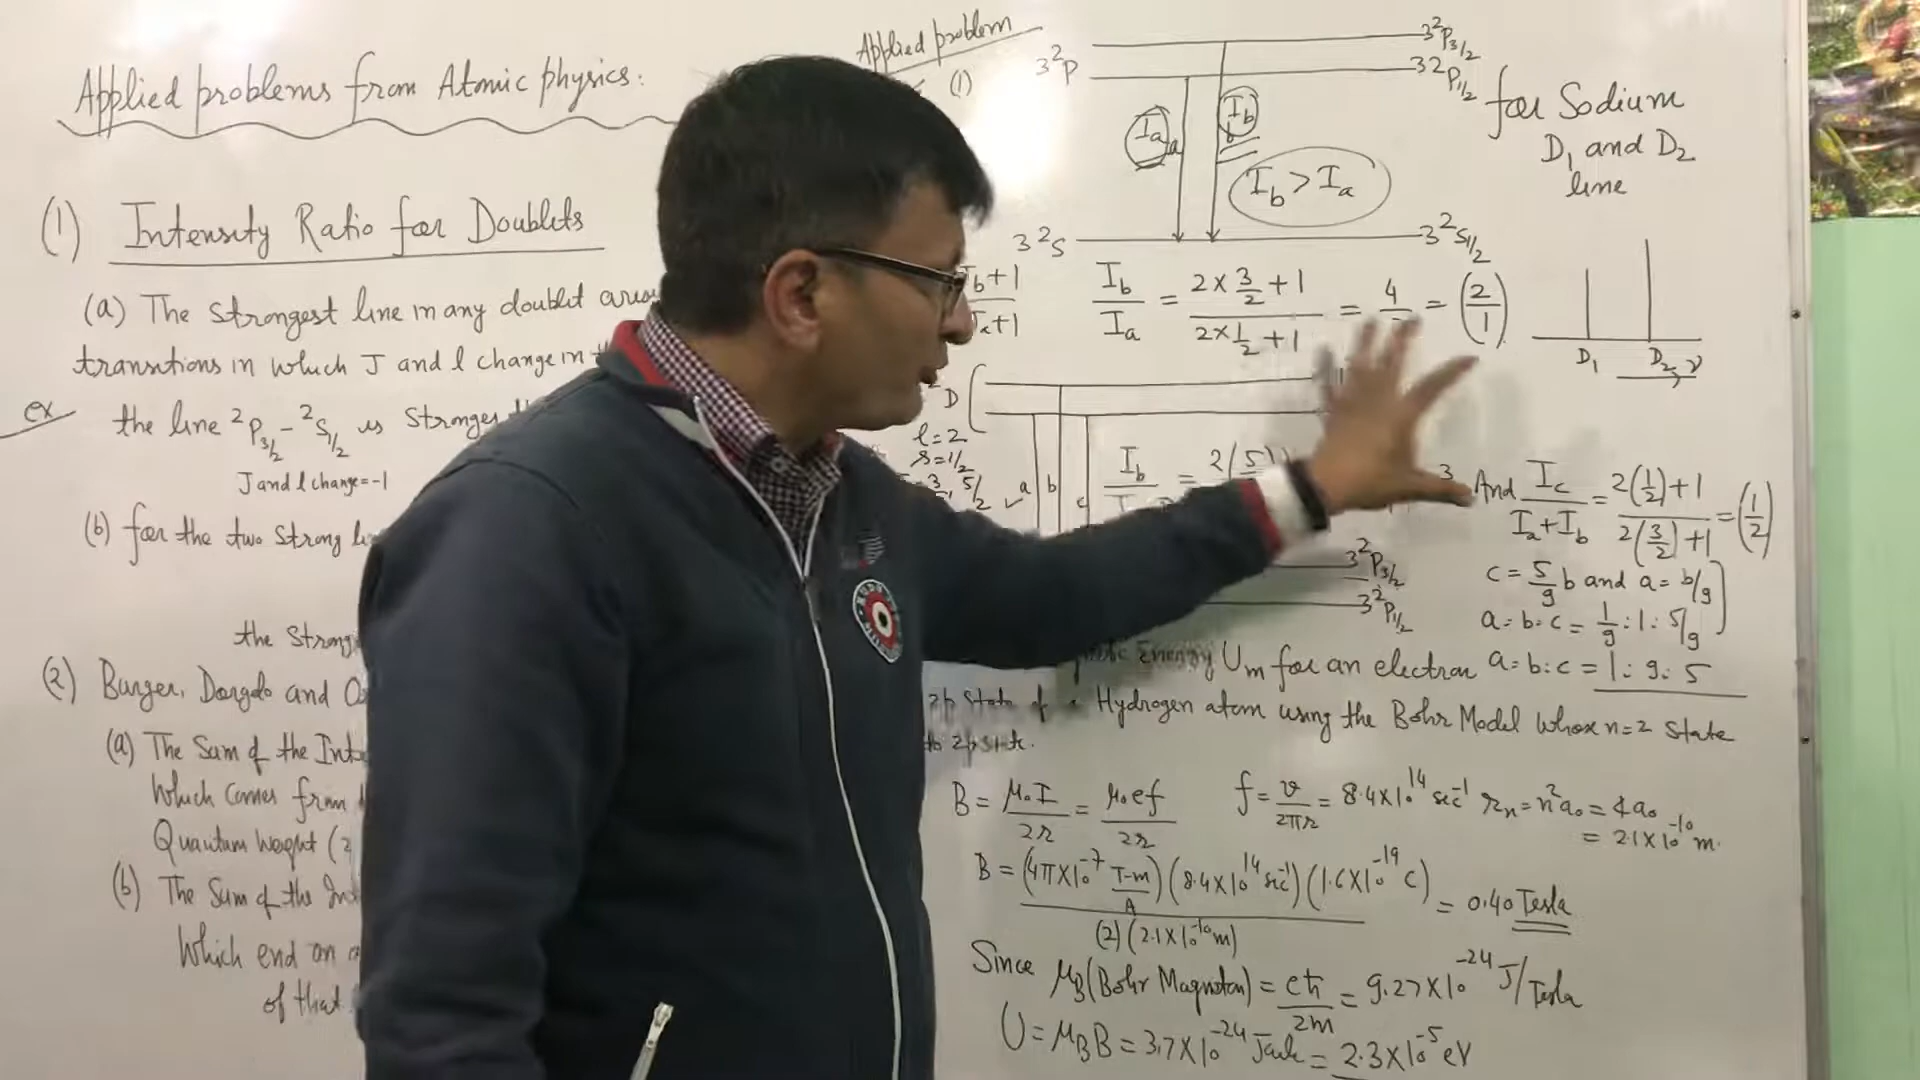 Applied problems from Atomic physics:
(1) Intensity Ratio for Doublets
(a) The strongest line in any doublet
transitions in which J and l change in
ex the line ²P₃/₂ - ²S₁/₂ is stronger
J and l change = -1
(b) for the two strong
the strong
(2) Burger, Dorgelo and
(a) The Sum of the
Which comes from
Quantum Weight (2
(b) The Sum of the
Which end on
of that
Applied problem
(1)
3²P 3²P₃/₂
3²P₁/₂
Ia a Ib b
Ib > Ia
3²S 3²S₁/₂
for Sodium
D₁ and D₂
line
Ib/Ia = (2 × 3/2 + 1)/(2 × 1/2 + 1) = 4 = (2/1)
D₁ D₂ ν
D
l = 2
s = 1/2
a b c
3²P₃/₂
3²P₁/₂
And Ic/(Ia + Ib) = (2(1/2) + 1)/(2(3/2) + 1) = (1/2)
c = 5/9 b and a = b/9
a : b : c = 1/9 : 1 : 5/9
a : b : c = 1 : 9 : 5
Energy Um for an electron
2p state of a Hydrogen atom using the Bohr Model whose n=2 state
to 2p state.
B = μ₀I/2r = μ₀ef/2r f = v/2πr = 8.4×10¹⁴ sec⁻¹ rn = n²a₀ = 4a₀
= 2.1×10⁻¹⁰ m.
B = (4π×10⁻⁷ T-m/A)(8.4×10¹⁴ sec⁻¹)(1.6×10⁻¹⁹ C)/(2)(2.1×10⁻¹⁰ m) = 0.40 Tesla
Since μB (Bohr Magneton) = eħ/2m = 9.27×10⁻²⁴ J/Tesla
U = μB B = 3.7×10⁻²⁴ Joule = 2.3×10⁻⁵ eV